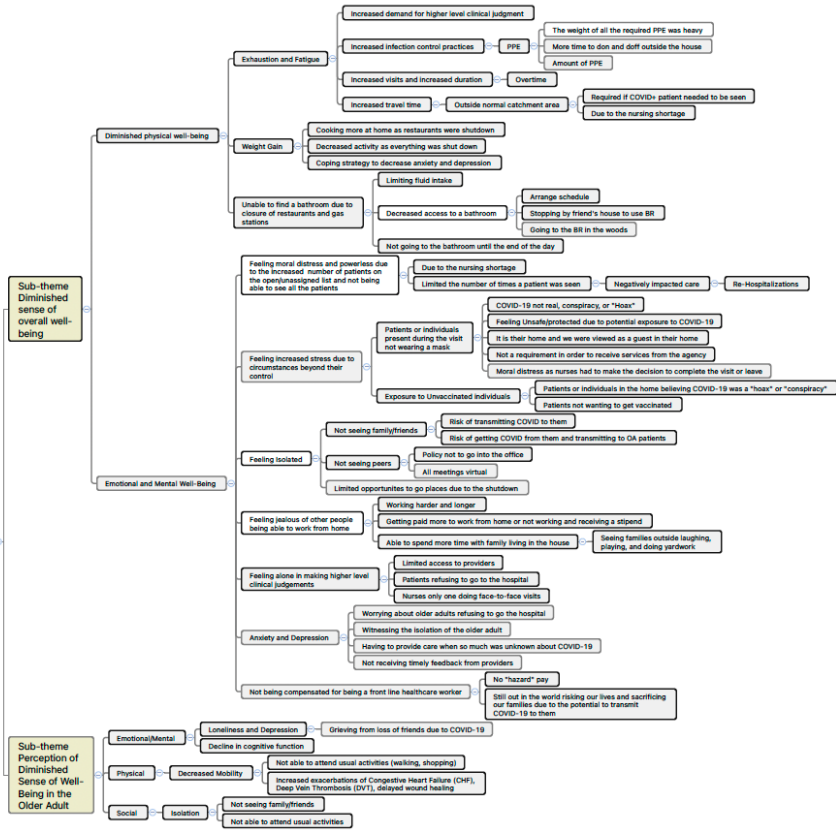 Sub-theme
Diminished
sense of
overall well-
being
Diminished physical well-being
Exhaustion and Fatigue
Increased demand for higher level clinical judgment
Increased infection control practices
PPE
The weight of all the required PPE was heavy
More time to don and doff outside the house
Amount of PPE
Increased visits and increased duration
Overtime
Increased travel time
Outside normal catchment area
Required if COVID+ patient needed to be seen
Due to the nursing shortage
Weight Gain
Cooking more at home as restaurants were shutdown
Decreased activity as everything was shut down
Coping strategy to decrease anxiety and depression
Unable to find a bathroom due to
closure of restaurants and gas
stations
Limiting fluid intake
Decreased access to a bathroom
Arrange schedule
Stopping by friend's house to use BR
Going to the BR in the woods
Not going to the bathroom until the end of the day
Emotional and Mental Well-Being
Feeling moral distress and powerless due
to the increased number of patients on
the open/unassigned list and not being
able to see all the patients
Due to the nursing shortage
Limited the number of times a patient was seen
Negatively impacted care
Re-Hospitalizations
Feeling increased stress due to
circumstances beyond their
control
Patients or individuals
present during the visit
not wearing a mask
COVID-19 not real, conspiracy, or "Hoax"
Feeling Unsafe/protected due to potential exposure to COVID-19
It is their home and we were viewed as a guest in their home
Not a requirement in order to receive services from the agency
Moral distress as nurses had to make the decision to complete the visit or leave
Exposure to Unvaccinated individuals
Patients or individuals in the home believing COVID-19 was a "hoax" or "conspiracy"
Patients not wanting to get vaccinated
Feeling Isolated
Not seeing family/friends
Risk of transmitting COVID to them
Risk of getting COVID from them and transmitting to OA patients
Not seeing peers
Policy not to go into the office
All meetings virtual
Limited opportunites to go places due to the shutdown
Feeling jealous of other people
being able to work from home
Working harder and longer
Getting paid more to work from home or not working and receiving a stipend
Able to spend more time with family living in the house
Seeing families outside laughing,
playing, and doing yardwork
Feeling alone in making higher level
clinical judgements
Limited access to providers
Patients refusing to go to the hospital
Nurses only one doing face-to-face visits
Anxiety and Depression
Worrying about older adults refusing to go the hospital
Witnessing the isolation of the older adult
Having to provide care when so much was unknown about COVID-19
Not receiving timely feedback from providers
Not being compensated for being a front line healthcare worker
No "hazard" pay
Still out in the world risking our lives and sacrificing
our families due to the potential to transmit
COVID-19 to them
Sub-theme
Perception of
Diminished
Sense of Well-
Being in the
Older Adult
Emotional/Mental
Loneliness and Depression
Grieving from loss of friends due to COVID-19
Decline in cognitive function
Physical
Decreased Mobility
Not able to attend usual activities (walking, shopping)
Increased exacerbations of Congestive Heart Failure (CHF),
Deep Vein Thrombosis (DVT), delayed wound healing
Social
Isolation
Not seeing family/friends
Not able to attend usual activities